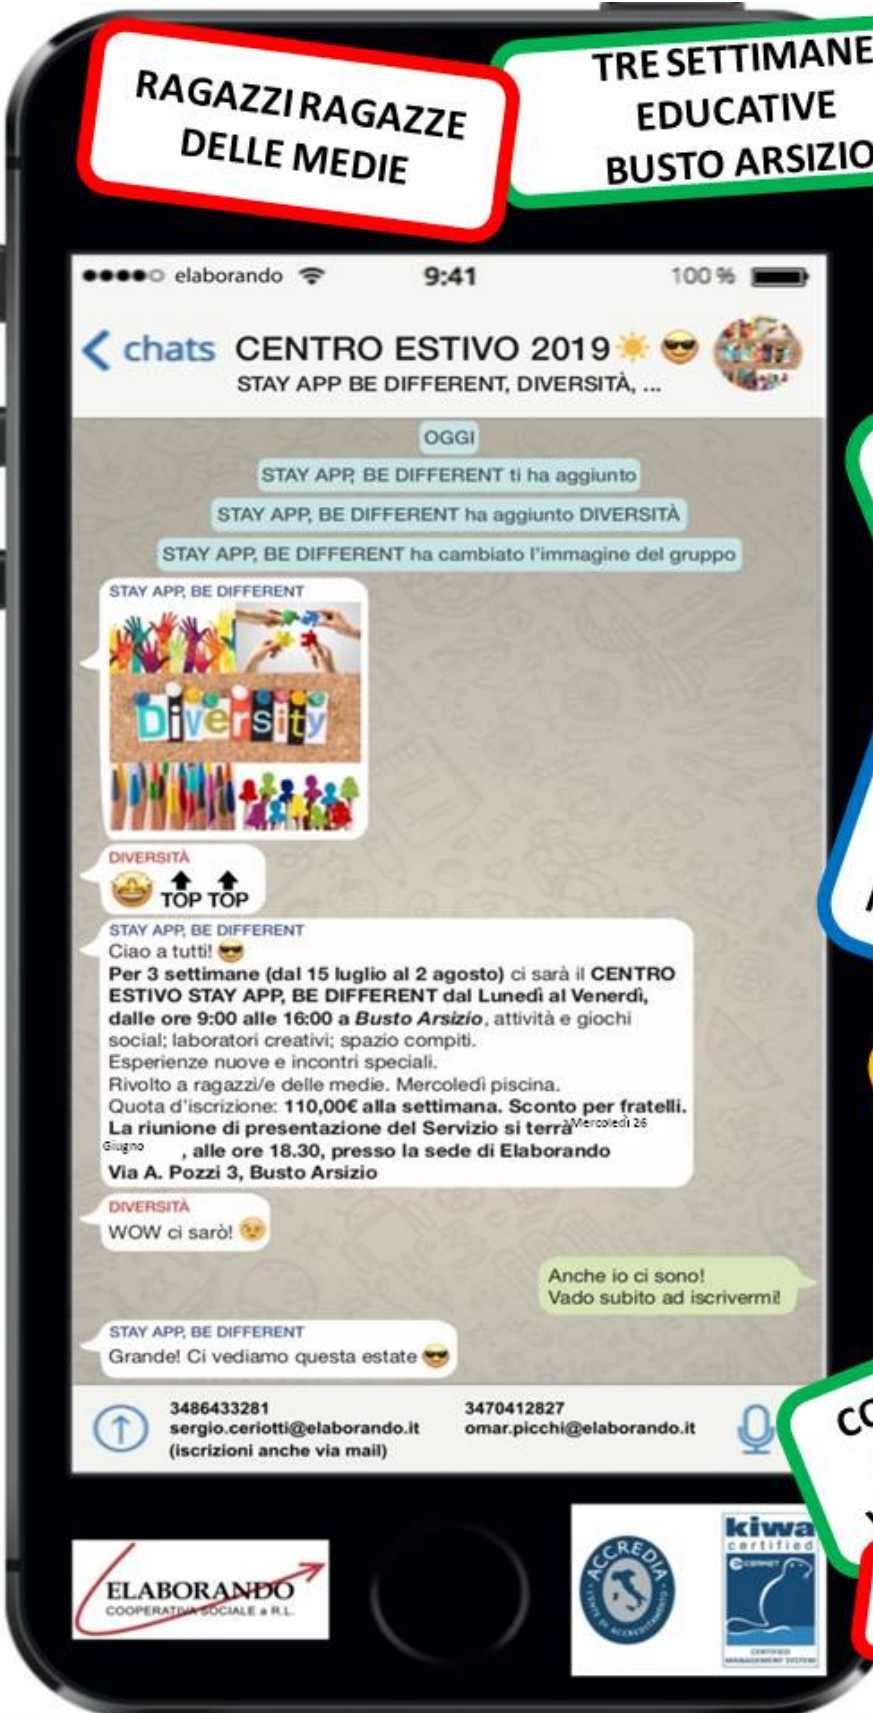 RAGAZZI RAGAZZE
DELLE MEDIE
TRE SETTIMANE
EDUCATIVE
BUSTO ARSIZIO
elaborando
9:41
100 %
chats
CENTRO ESTIVO 2019
STAY APP BE DIFFERENT, DIVERSITÀ, ...
OGGI
STAY APP, BE DIFFERENT ti ha aggiunto
STAY APP, BE DIFFERENT ha aggiunto DIVERSITÀ
STAY APP, BE DIFFERENT ha cambiato l'immagine del gruppo
STAY APP, BE DIFFERENT
Diversity
DIVERSITÀ
TOP TOP
STAY APP, BE DIFFERENT
Ciao a tutti!
Per 3 settimane (dal 15 luglio al 2 agosto) ci sarà il CENTRO
ESTIVO STAY APP, BE DIFFERENT dal Lunedì al Venerdì,
dalle ore 9:00 alle 16:00 a Busto Arsizio, attività e giochi
social; laboratori creativi; spazio compiti.
Esperienze nuove e incontri speciali.
Rivolto a ragazzi/e delle medie. Mercoledì piscina.
Quota d'iscrizione: 110,00€ alla settimana. Sconto per fratelli.
La riunione di presentazione del Servizio si terrà Mercoledì 26
Giugno , alle ore 18.30, presso la sede di Elaborando
Via A. Pozzi 3, Busto Arsizio
DIVERSITÀ
WOW ci sarò!
Anche io ci sono!
Vado subito ad iscrivermi!
STAY APP, BE DIFFERENT
Grande! Ci vediamo questa estate
3486433281
sergio.ceriotti@elaborando.it
(iscrizioni anche via mail)
3470412827
omar.picchi@elaborando.it
CO
ELABORANDO
COOPERATIVA SOCIALE a R.L.
ACCREDIA
kiwa
certified
CERMET
CERTIFIED
MANAGEMENT SYSTEM